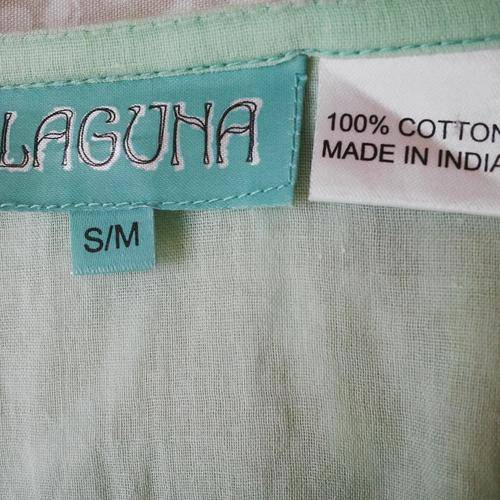 LAGUNA
S/M
100% COTTON
MADE IN INDIA